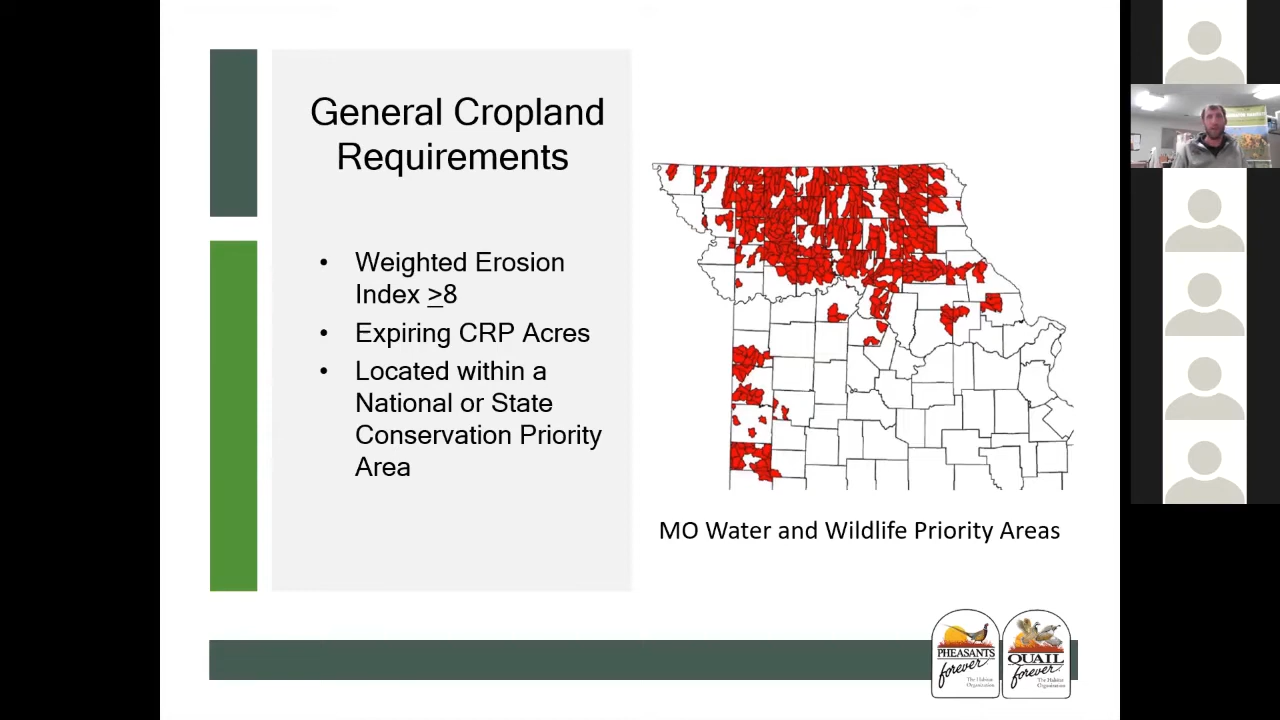 General Cropland
Requirements
• Weighted Erosion
Index >8
• Expiring CRP Acres
• Located within a
National or State
Conservation Priority
Area
MO Water and Wildlife Priority Areas
PHEASANTS
forever
The Habitat
Organization
QUAIL
forever
The Habitat
Organization